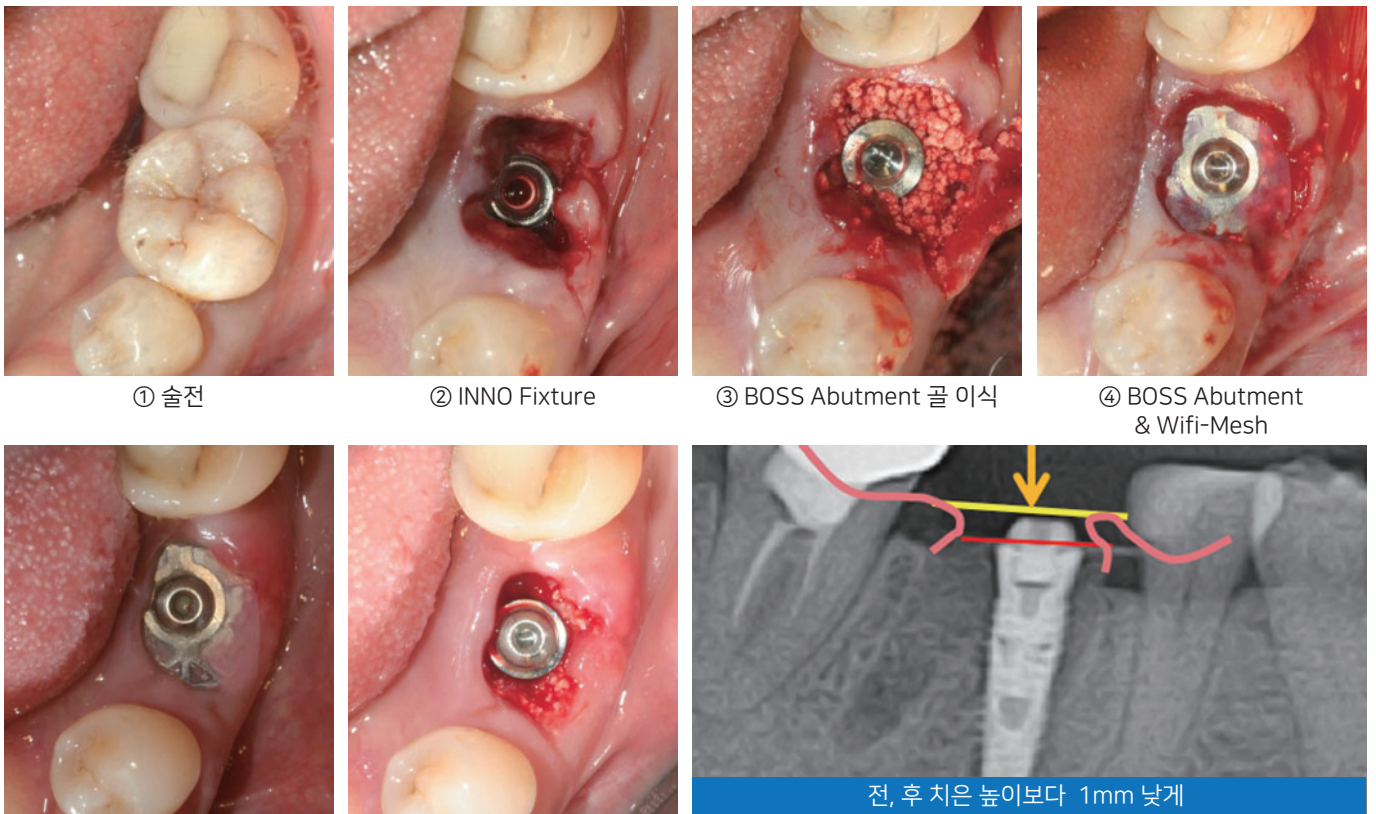 ① 술전
② INNO Fixture
③ BOSS Abutment 골 이식
④ BOSS Abutment
& Wifi-Mesh
전, 후 치은 높이보다 1mm 낮게